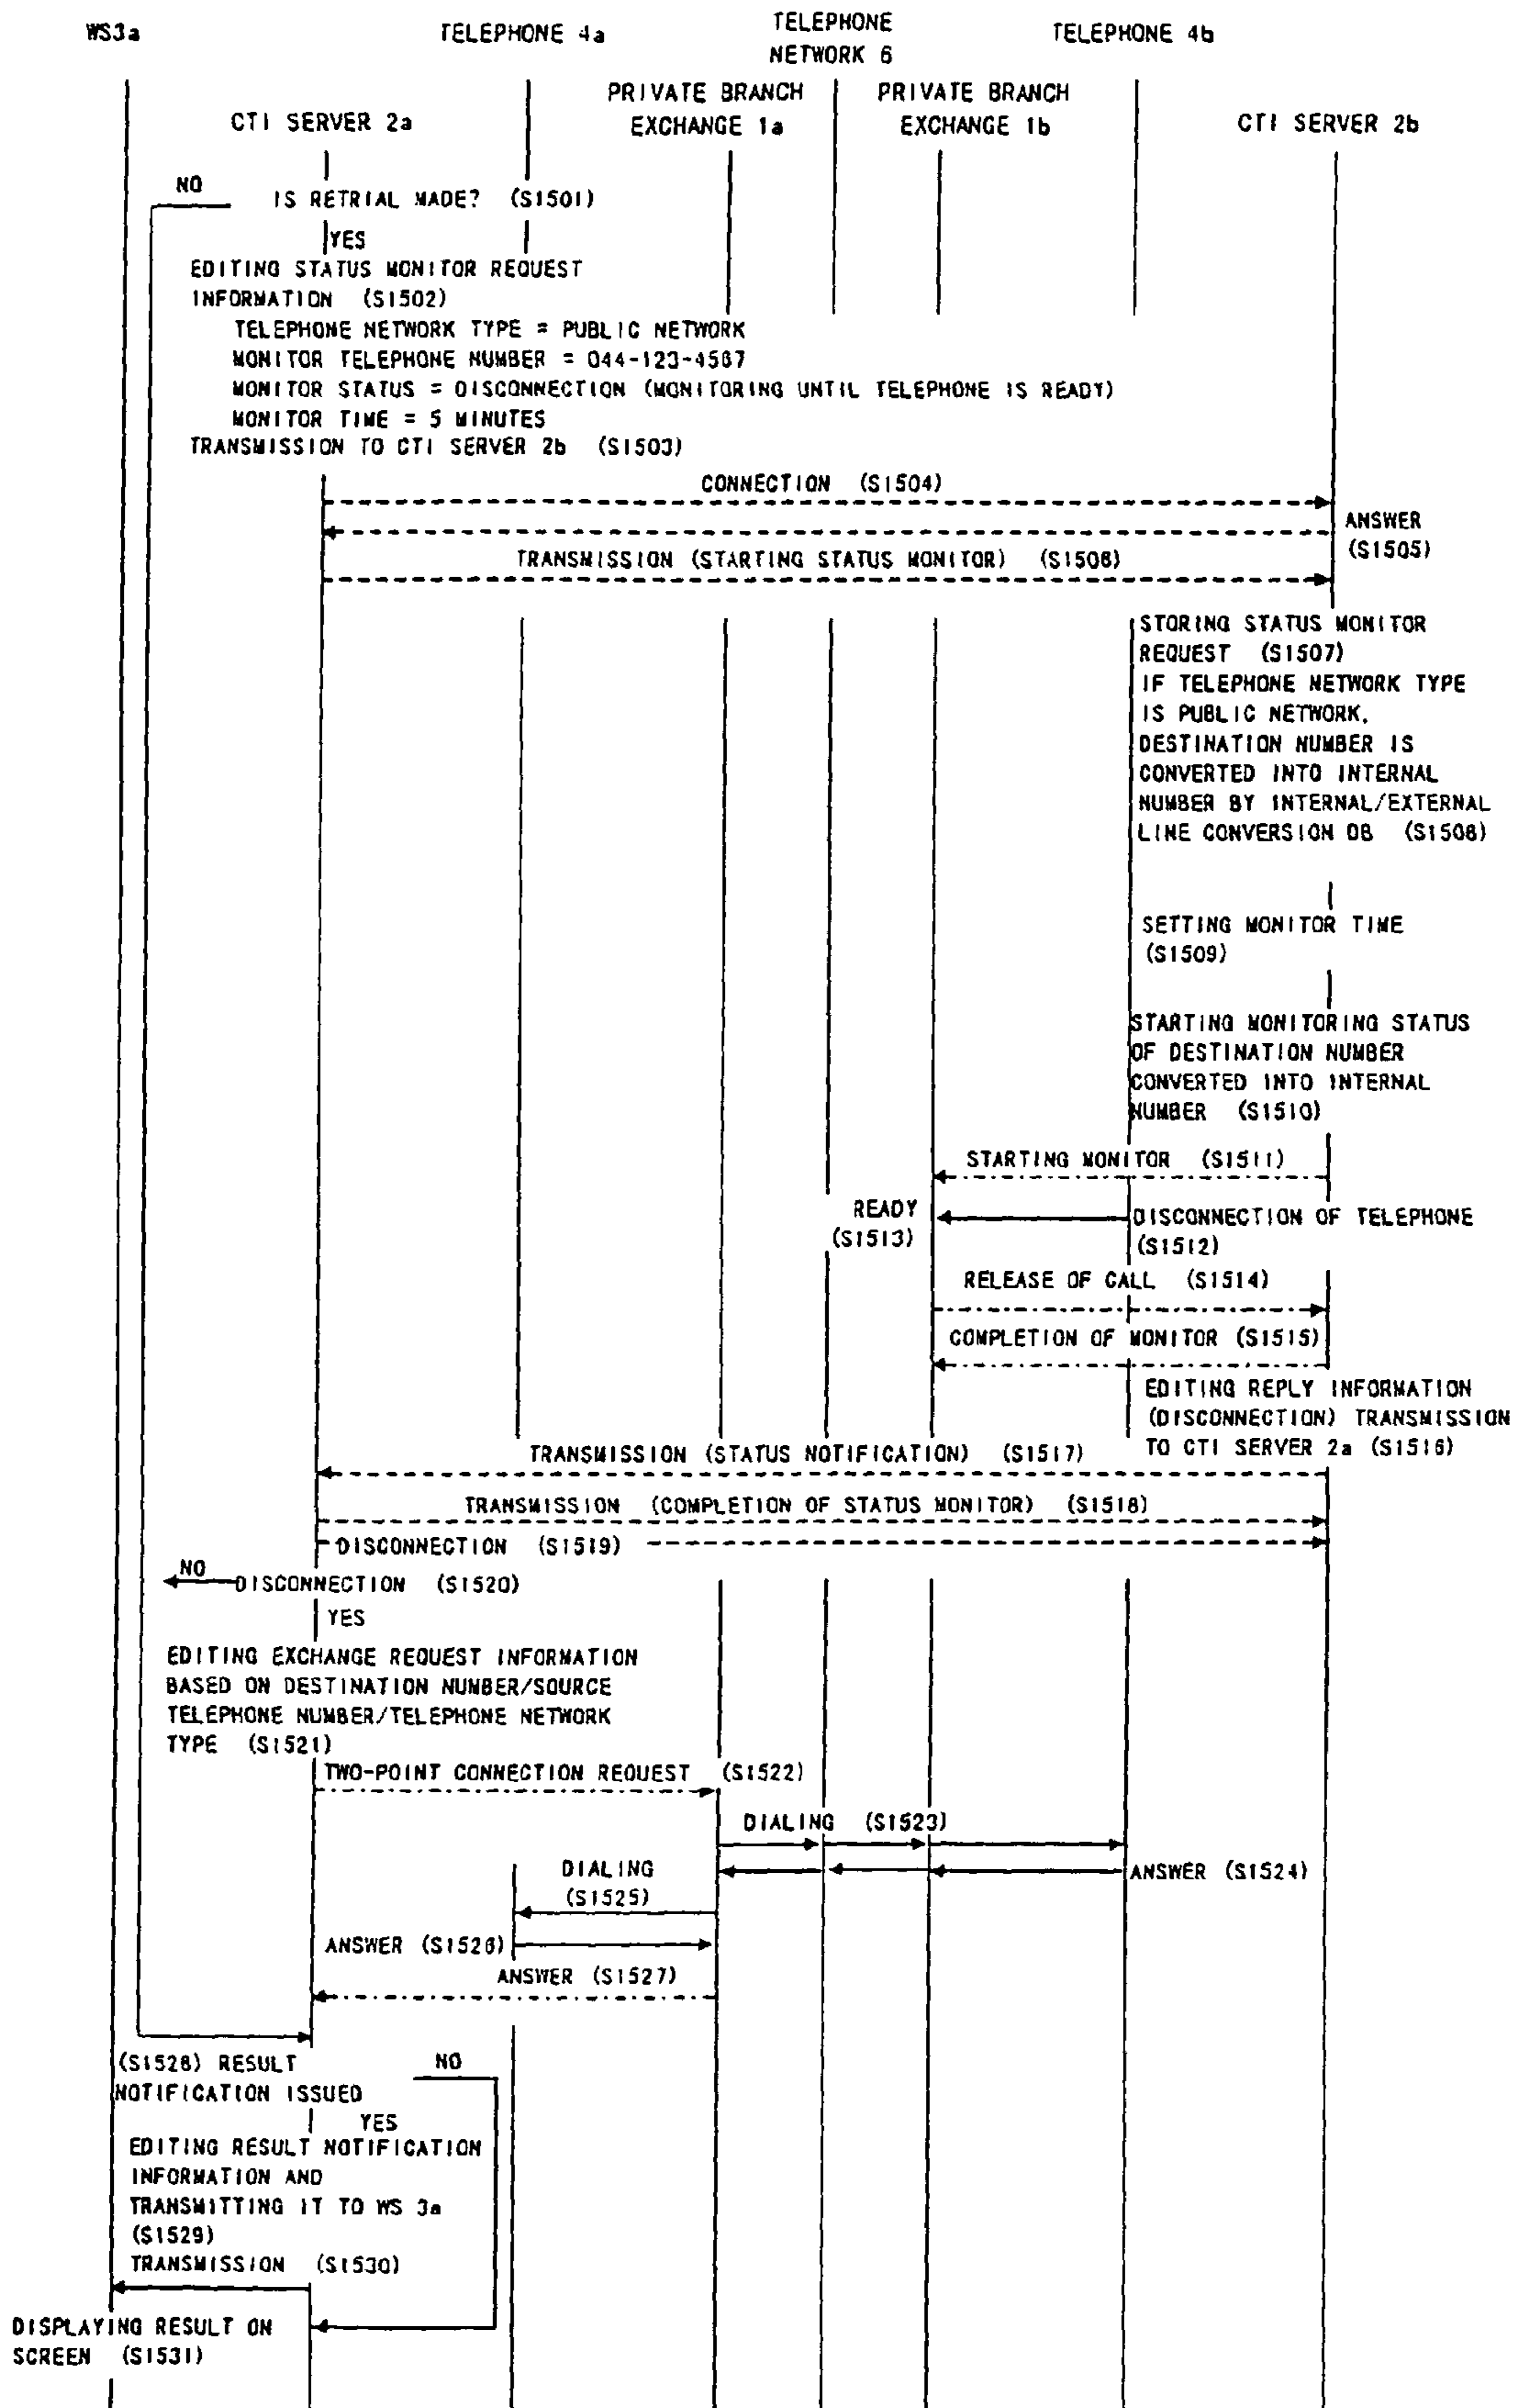 WS3a
TELEPHONE 4a
TELEPHONE
NETWORK 6
TELEPHONE 4b
CTI SERVER 2a
PRIVATE BRANCH
EXCHANGE 1a
PRIVATE BRANCH
EXCHANGE 1b
CTI SERVER 2b
NO
IS RETRIAL MADE? (S1501)
YES
EDITING STATUS MONITOR REQUEST
INFORMATION (S1502)
TELEPHONE NETWORK TYPE = PUBLIC NETWORK
MONITOR TELEPHONE NUMBER = 044-123-4567
MONITOR STATUS = DISCONNECTION (MONITORING UNTIL TELEPHONE IS READY)
MONITOR TIME = 5 MINUTES
TRANSMISSION TO CTI SERVER 2b (S1503)
CONNECTION (S1504)
ANSWER
(S1505)
TRANSMISSION (STARTING STATUS MONITOR) (S1506)
STORING STATUS MONITOR
REQUEST (S1507)
IF TELEPHONE NETWORK TYPE
IS PUBLIC NETWORK,
DESTINATION NUMBER IS
CONVERTED INTO INTERNAL
NUMBER BY INTERNAL/EXTERNAL
LINE CONVERSION DB (S1508)
SETTING MONITOR TIME
(S1509)
STARTING MONITORING STATUS
OF DESTINATION NUMBER
CONVERTED INTO INTERNAL
NUMBER (S1510)
STARTING MONITOR (S1511)
READY
(S1513)
DISCONNECTION OF TELEPHONE
(S1512)
RELEASE OF CALL (S1514)
COMPLETION OF MONITOR (S1515)
EDITING REPLY INFORMATION
(DISCONNECTION) TRANSMISSION
TO CTI SERVER 2a (S1516)
TRANSMISSION (STATUS NOTIFICATION) (S1517)
TRANSMISSION (COMPLETION OF STATUS MONITOR) (S1518)
DISCONNECTION (S1519)
NO
DISCONNECTION (S1520)
YES
EDITING EXCHANGE REQUEST INFORMATION
BASED ON DESTINATION NUMBER/SOURCE
TELEPHONE NUMBER/TELEPHONE NETWORK
TYPE (S1521)
TWO-POINT CONNECTION REQUEST (S1522)
DIALING (S1523)
ANSWER (S1524)
DIALING
(S1525)
ANSWER (S1526)
ANSWER (S1527)
(S1528) RESULT
NOTIFICATION ISSUED
NO
YES
EDITING RESULT NOTIFICATION
INFORMATION AND
TRANSMITTING IT TO WS 3a
(S1529)
TRANSMISSION (S1530)
DISPLAYING RESULT ON
SCREEN (S1531)